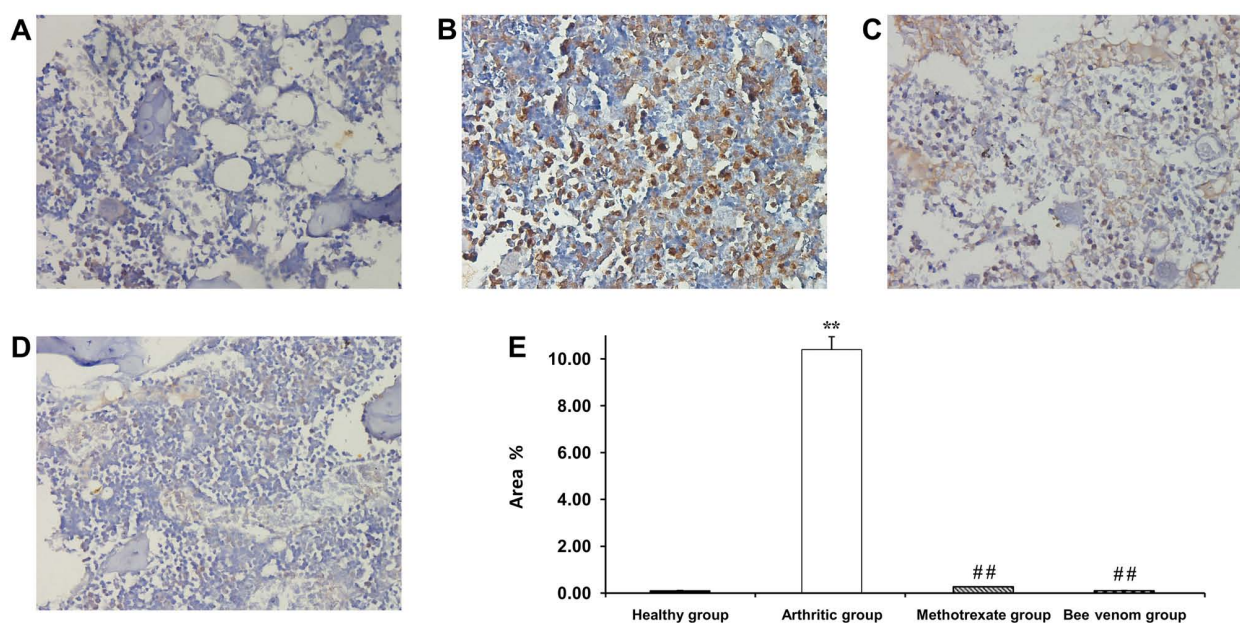 A
B
C
D
E
**
10.00
8.00
6.00
4.00
2.00
0.00
Area %
##
##
Healthy group
Arthritic group
Methotrexate group
Bee venom group